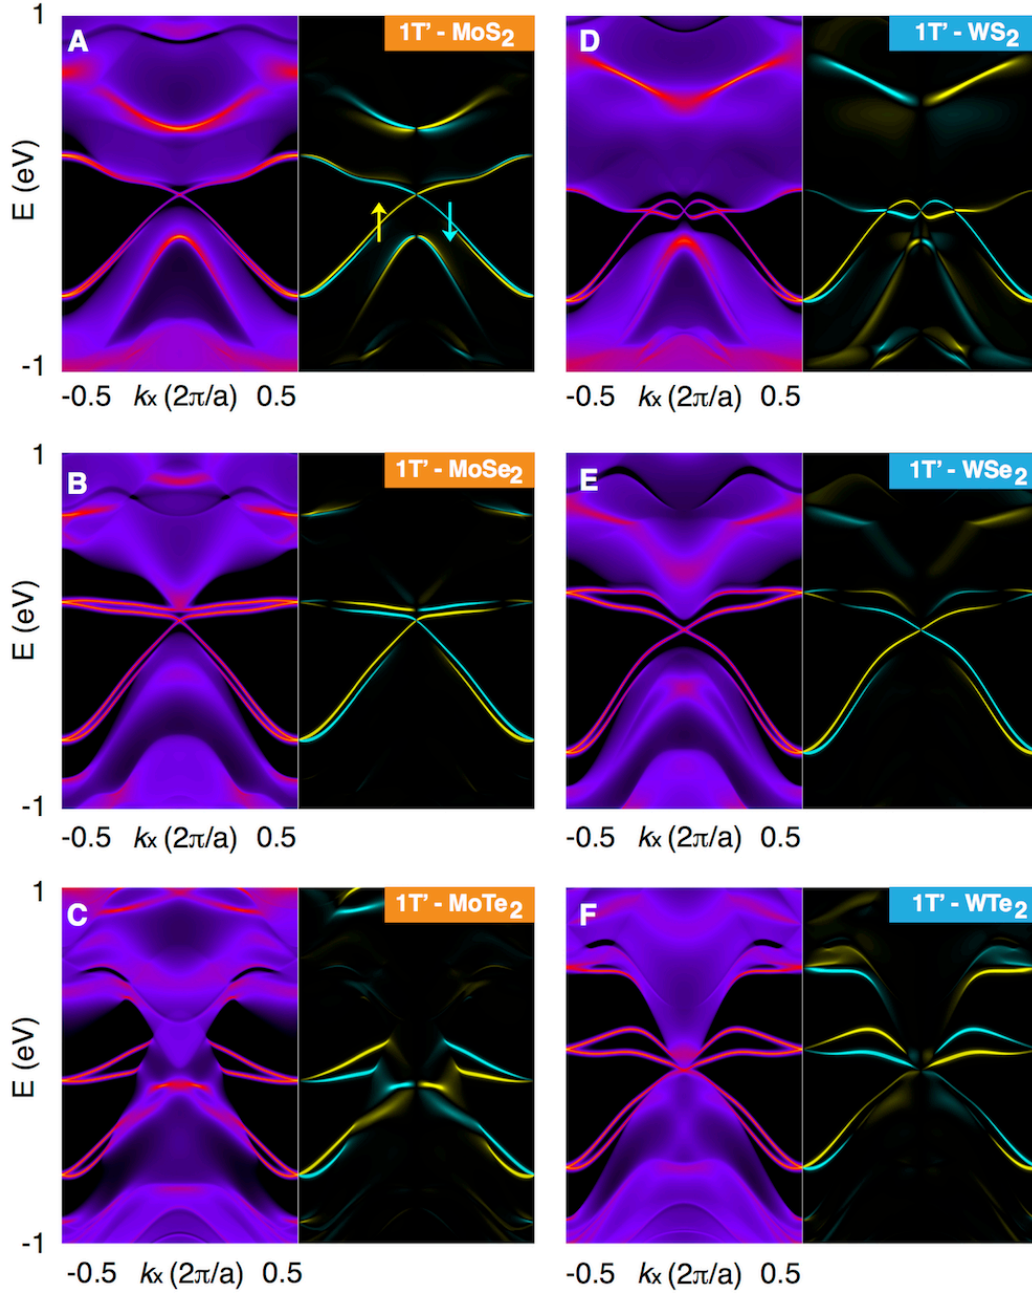 1
A
1T' - MoS2
D
1T' - WS2
E (eV)
-1
-0.5 kx (2π/a) 0.5
-0.5 kx (2π/a) 0.5
1
B
1T' - MoSe2
E
1T' - WSe2
E (eV)
-1
-0.5 kx (2π/a) 0.5
-0.5 kx (2π/a) 0.5
1
C
1T' - MoTe2
F
1T' - WTe2
E (eV)
-1
-0.5 kx (2π/a) 0.5
-0.5 kx (2π/a) 0.5